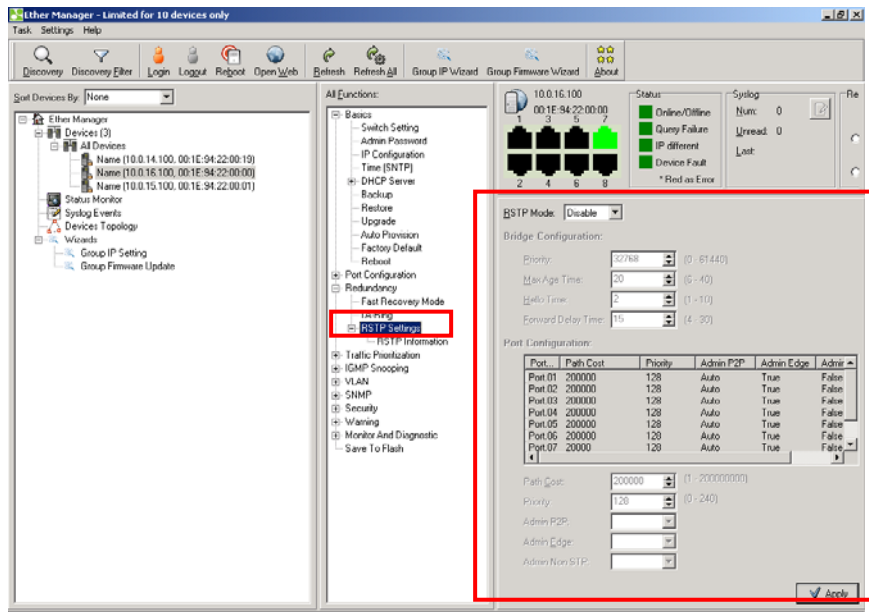 Ether Manager - Limited for 10 devices only
Task Settings Help
Discovery Discovery Filter Login Logout Reboot Open Web Refresh Refresh All Group IP Wizard Group Firmware Wizard About
Sort Devices By: None
Ether Manager
Devices (3)
All Devices
Name (10.0.14.100, 00:1E:94:22:00:19)
Name (10.0.16.100, 00:1E:94:22:00:00)
Name (10.0.15.100, 00:1E:94:22:00:01)
Status Monitor
Syslog Events
Devices Topology
Wizards
Group IP Setting
Group Firmware Update
All Functions:
Basics
Switch Setting
Admin Password
IP Configuration
Time (SNTP)
DHCP Server
Backup
Restore
Upgrade
Auto Provision
Factory Default
Reboot
Port Configuration
Redundancy
Fast Recovery Mode
RSTP Settings
RSTP Information
Traffic Prioritization
IGMP Snooping
VLAN
SNMP
Security
Warning
Monitor And Diagnostic
Save To Flash
10.0.16.100
00:1E:94:22:00:00
1 3 5 7
2 4 6 8
Status
Online/Offline
Query Failure
IP different
Device Fault
* Red as Error
Syslog
Num: 0
Unread: 0
Last:
Re
RSTP Mode: Disable
Bridge Configuration:
Priority: 32768 (0 - 61440)
Max Age Time: 20 (6 - 40)
Hello Time: 2 (1 - 10)
Forward Delay Time: 15 (4 - 30)
Port Configuration:
Port... Path Cost Priority Admin P2P Admin Edge Admir
Port.01 200000 128 Auto True False
Port.02 200000 128 Auto True False
Port.03 200000 128 Auto True False
Port.04 200000 128 Auto True False
Port.05 200000 128 Auto True False
Port.06 200000 128 Auto True False
Port.07 20000 128 Auto True False
Path Cost: 200000 (1 - 200000000)
Priority: 128 (0 - 240)
Admin P2P:
Admin Edge:
Admin Non STP:
Apply